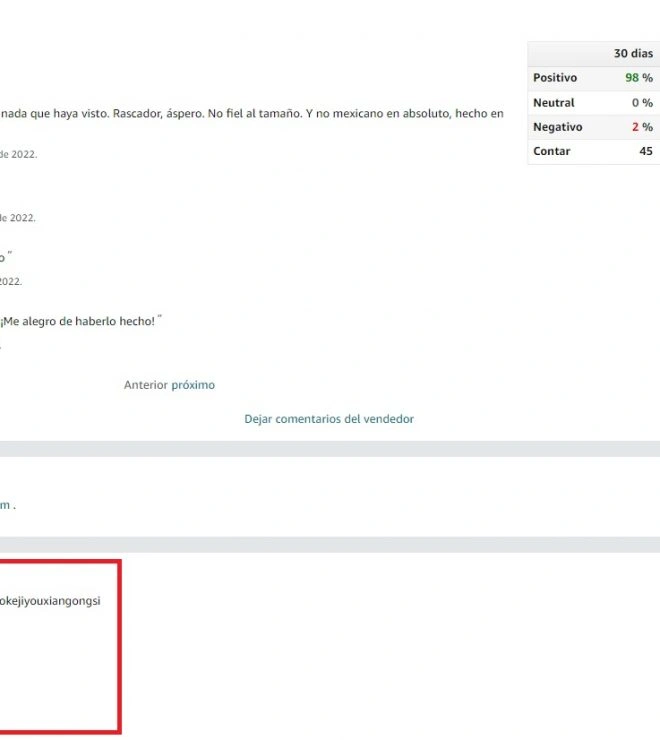 30 dias
Positivo 98 %
Neutral 0 %
Negativo 2 %
Contar 45
nada que haya visto. Rascador, áspero. No fiel al tamaño. Y no mexicano en absoluto, hecho en
de 2022.
de 2022.
o ”
2022.
¡Me alegro de haberlo hecho! ”
Anterior próximo
Dejar comentarios del vendedor
m .
okejiyouxiangongsi